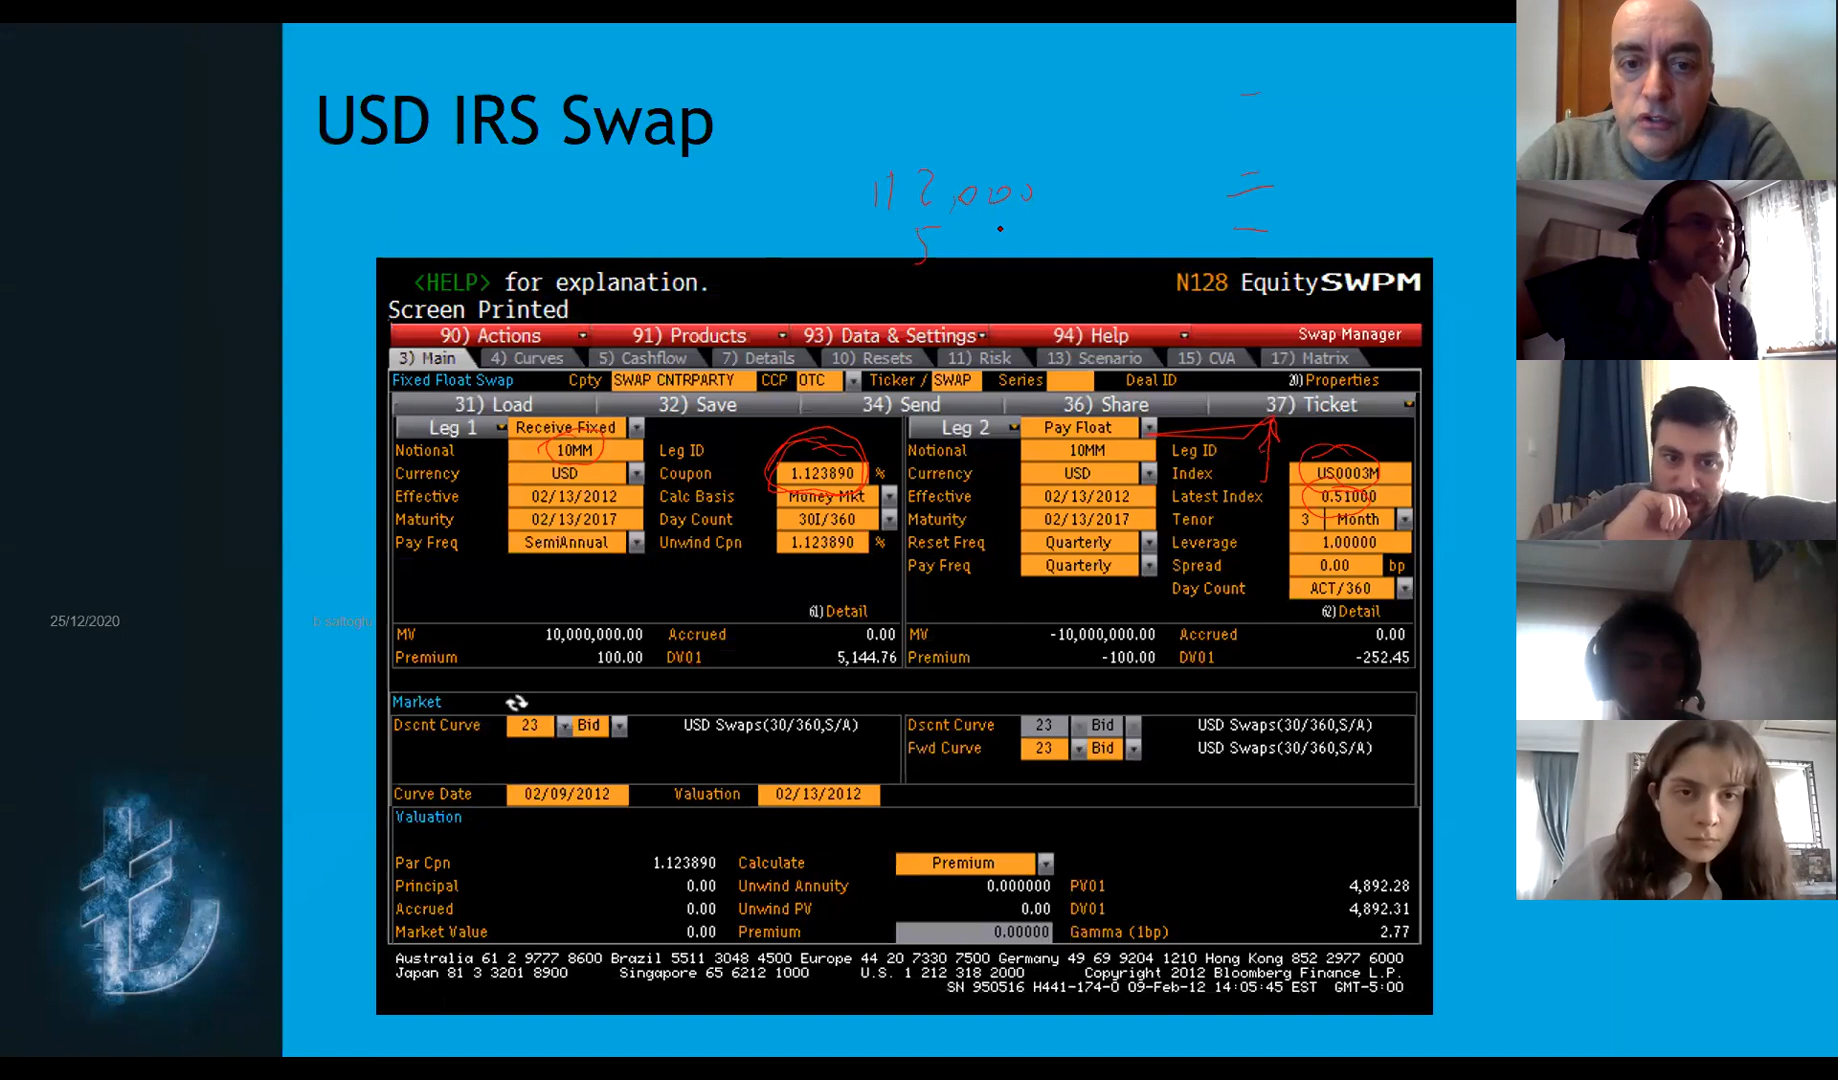 USD IRS Swap
112,000
5
<HELP> for explanation. N128 Equity SWPM
Screen Printed
90) Actions 91) Products 93) Data & Settings 94) Help Swap Manager
3) Main 4) Curves 5) Cashflow 7) Details 10) Resets 11) Risk 13) Scenario 15) CVA 17) Matrix
Fixed Float Swap Cpty SWAP CNTRPARTY CCP OTC Ticker / SWAP Series Deal ID 20) Properties
31) Load 32) Save 34) Send 36) Share 37) Ticket
Leg 1 Receive Fixed Leg 2 Pay Float
Notional 10MM Leg ID Notional 10MM Leg ID
Currency USD Coupon 1.123890 % Currency USD Index US0003M
Effective 02/13/2012 Calc Basis Money Mkt Effective 02/13/2012 Latest Index 0.51000
Maturity 02/13/2017 Day Count 30I/360 Maturity 02/13/2017 Tenor 3 Month
Pay Freq SemiAnnual Unwind Cpn 1.123890 % Reset Freq Quarterly Leverage 1.00000
Pay Freq Quarterly Spread 0.00 bp
Day Count ACT/360
61) Detail 62) Detail
MV 10,000,000.00 Accrued 0.00 MV -10,000,000.00 Accrued 0.00
Premium 100.00 DV01 5,144.76 Premium -100.00 DV01 -252.45
Market
Dscnt Curve 23 Bid USD Swaps(30/360,S/A) Dscnt Curve 23 Bid USD Swaps(30/360,S/A)
Fwd Curve 23 Bid USD Swaps(30/360,S/A)
Curve Date 02/09/2012 Valuation 02/13/2012
Valuation
Par Cpn 1.123890 Calculate Premium
Principal 0.00 Unwind Annuity 0.000000 PV01 4,892.28
Accrued 0.00 Unwind PV 0.00 DV01 4,892.31
Market Value 0.00 Premium 0.00000 Gamma (1bp) 2.77
Australia 61 2 9777 8600 Brazil 5511 3048 4500 Europe 44 20 7330 7500 Germany 49 69 9204 1210 Hong Kong 852 2977 6000
Japan 81 3 3201 8900 Singapore 65 6212 1000 U.S. 1 212 318 2000 Copyright 2012 Bloomberg Finance L.P.
SN 950516 H441-174-0 09-Feb-12 14:05:45 EST GMT-5:00
25/12/2020
b saltoglu